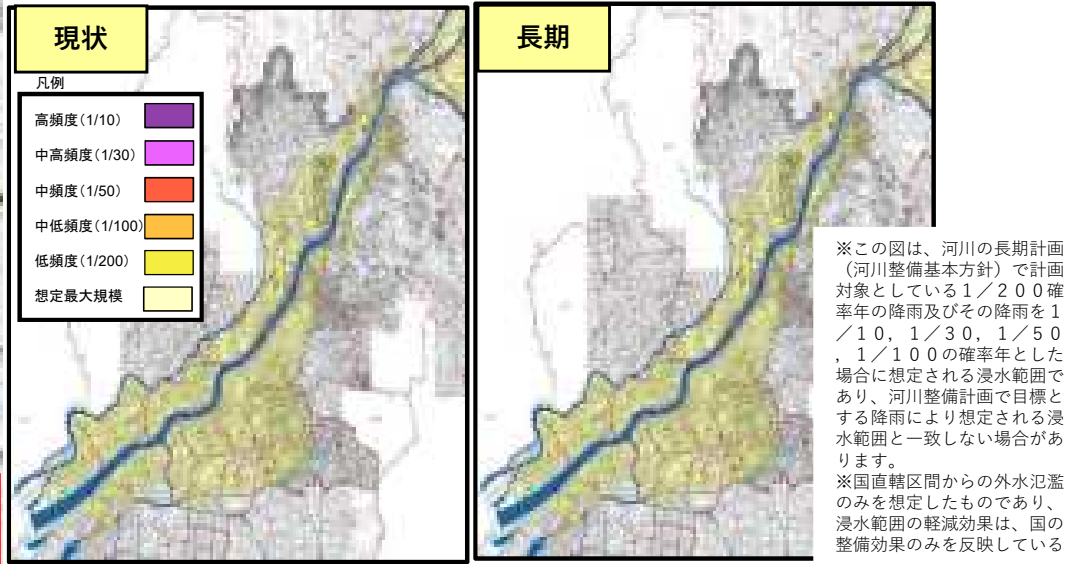 現状
凡例
高頻度(1/10)
中高頻度(1/30)
中頻度(1/50)
中低頻度(1/100)
低頻度(1/200)
想定最大規模
長期
※この図は、河川の長期計画
（河川整備基本方針）で計画
対象としている１／２００確
率年の降雨及びその降雨を１
／１０，１／３０，１／５０
，１／１００の確率年とした
場合に想定される浸水範囲で
あり、河川整備計画で目標と
する降雨により想定される浸
水範囲と一致しない場合があ
ります。
※国直轄区間からの外水氾濫
のみを想定したものであり、
浸水範囲の軽減効果は、国の
整備効果のみを反映している